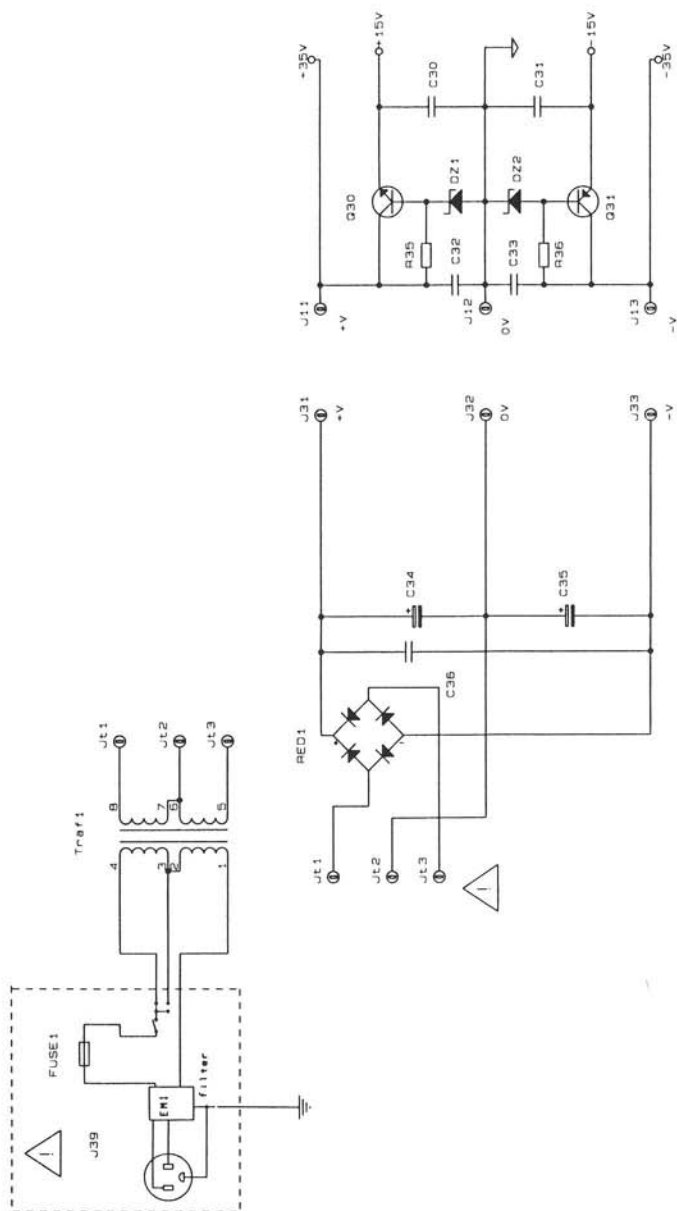 J39
FUSE1
EMI
filter
Traf1
4
3
2
1
8
7
6
5
Jt1
Jt2
Jt3
!
Jt1
Jt2
Jt3
!
RED1
+
-
C36
+
C34
+
C35
J31
+V
J32
0V
J33
-V
J11
+V
J12
0V
J13
-V
R35
C32
C33
R36
Q30
DZ1
DZ2
Q31
C30
C31
+35V
+15V
-15V
-35V